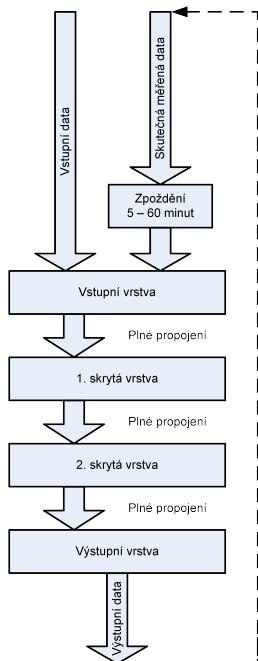 Vstupní data
Skutečná měřená data
Zpoždění
5 – 60 minut
Vstupní vrstva
Plné propojení
1. skrytá vrstva
Plné propojení
2. skrytá vrstva
Plné propojení
Výstupní vrstva
Výstupní data